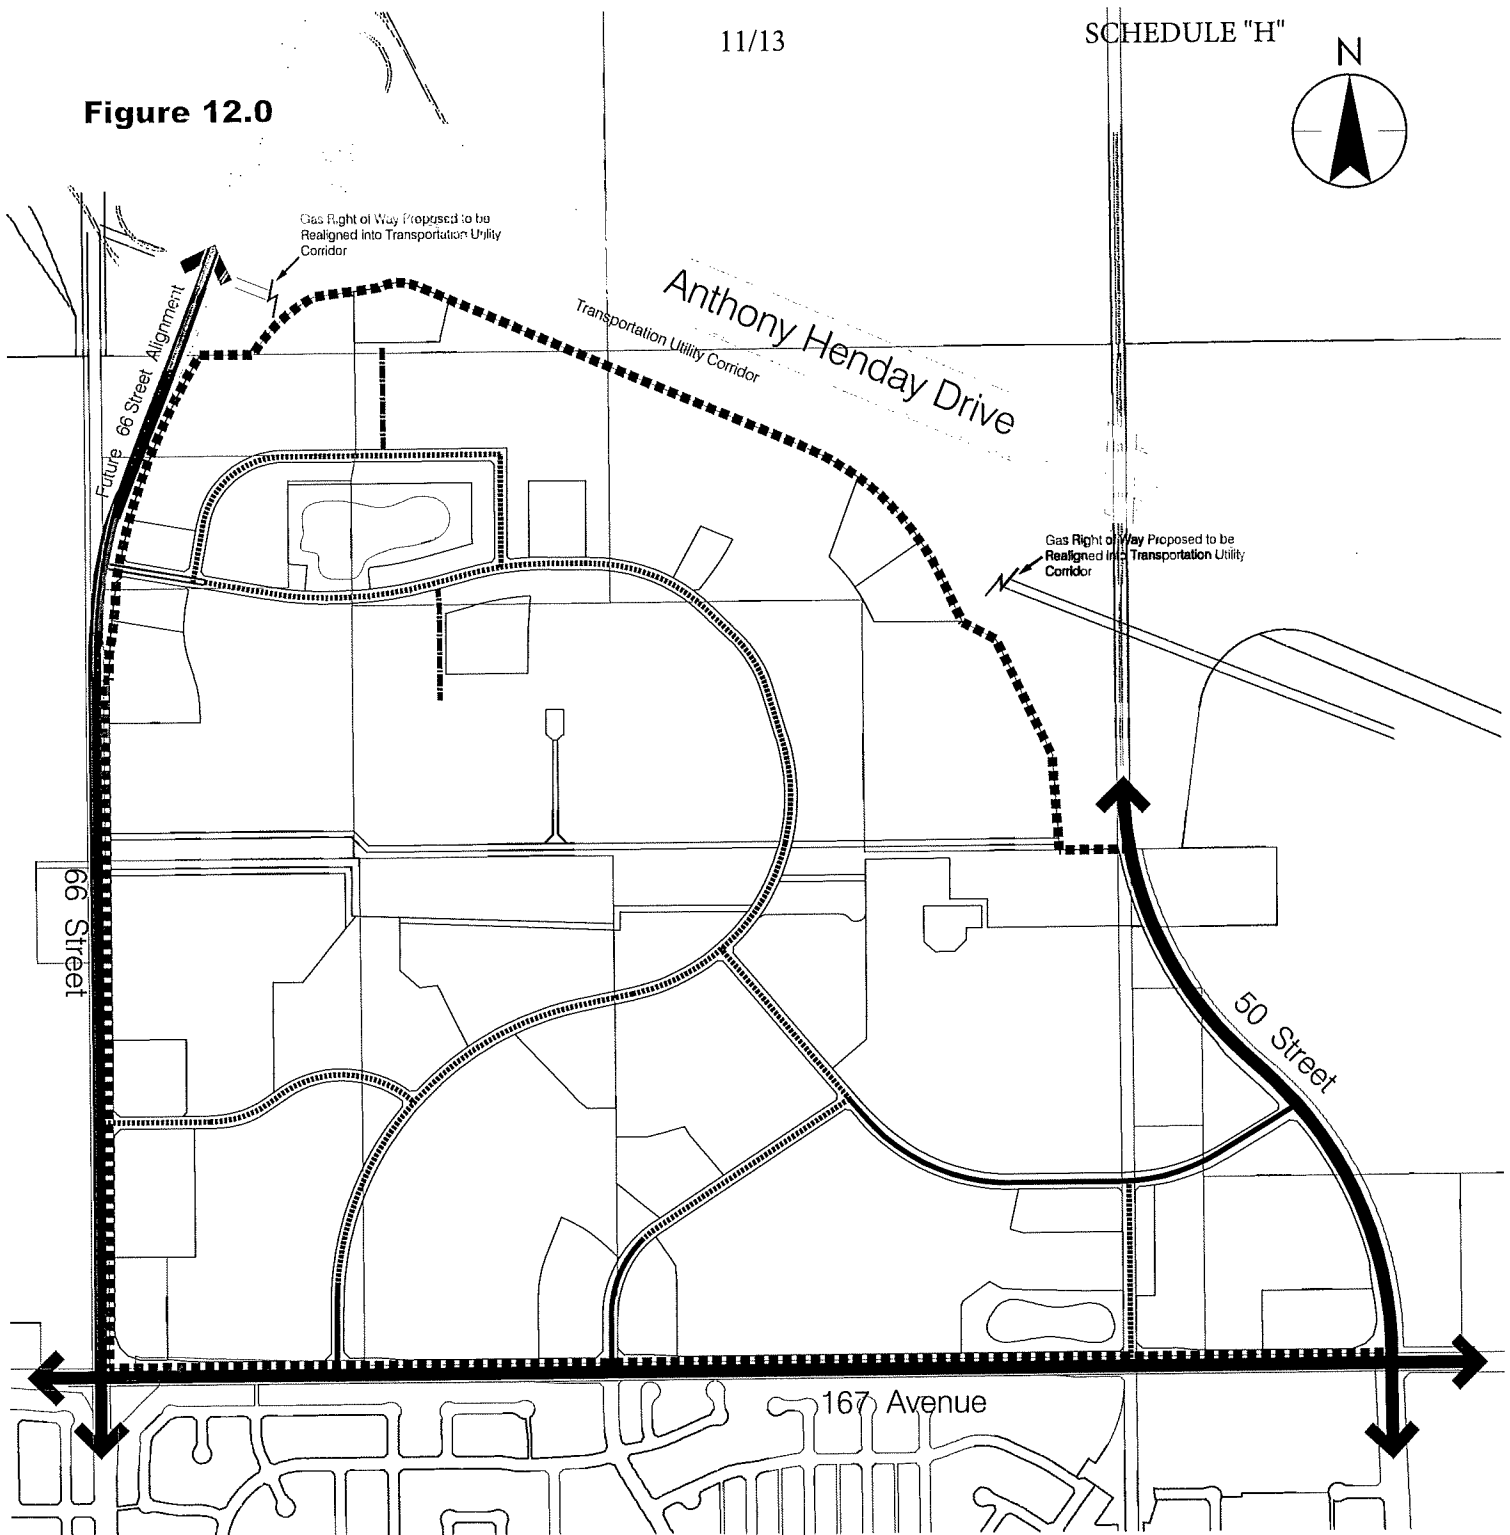 11/13
SCHEDULE "H"
N
Figure 12.0
Gas Right of Way Proposed to be
Realigned into Transportation Utility
Corridor
Anthony Henday Drive
Transportation Utility Corridor
Future 66 Street Alignment
Gas Right of Way Proposed to be
Realigned into Transportation Utility
Corridor
66 Street
50 Street
167 Avenue